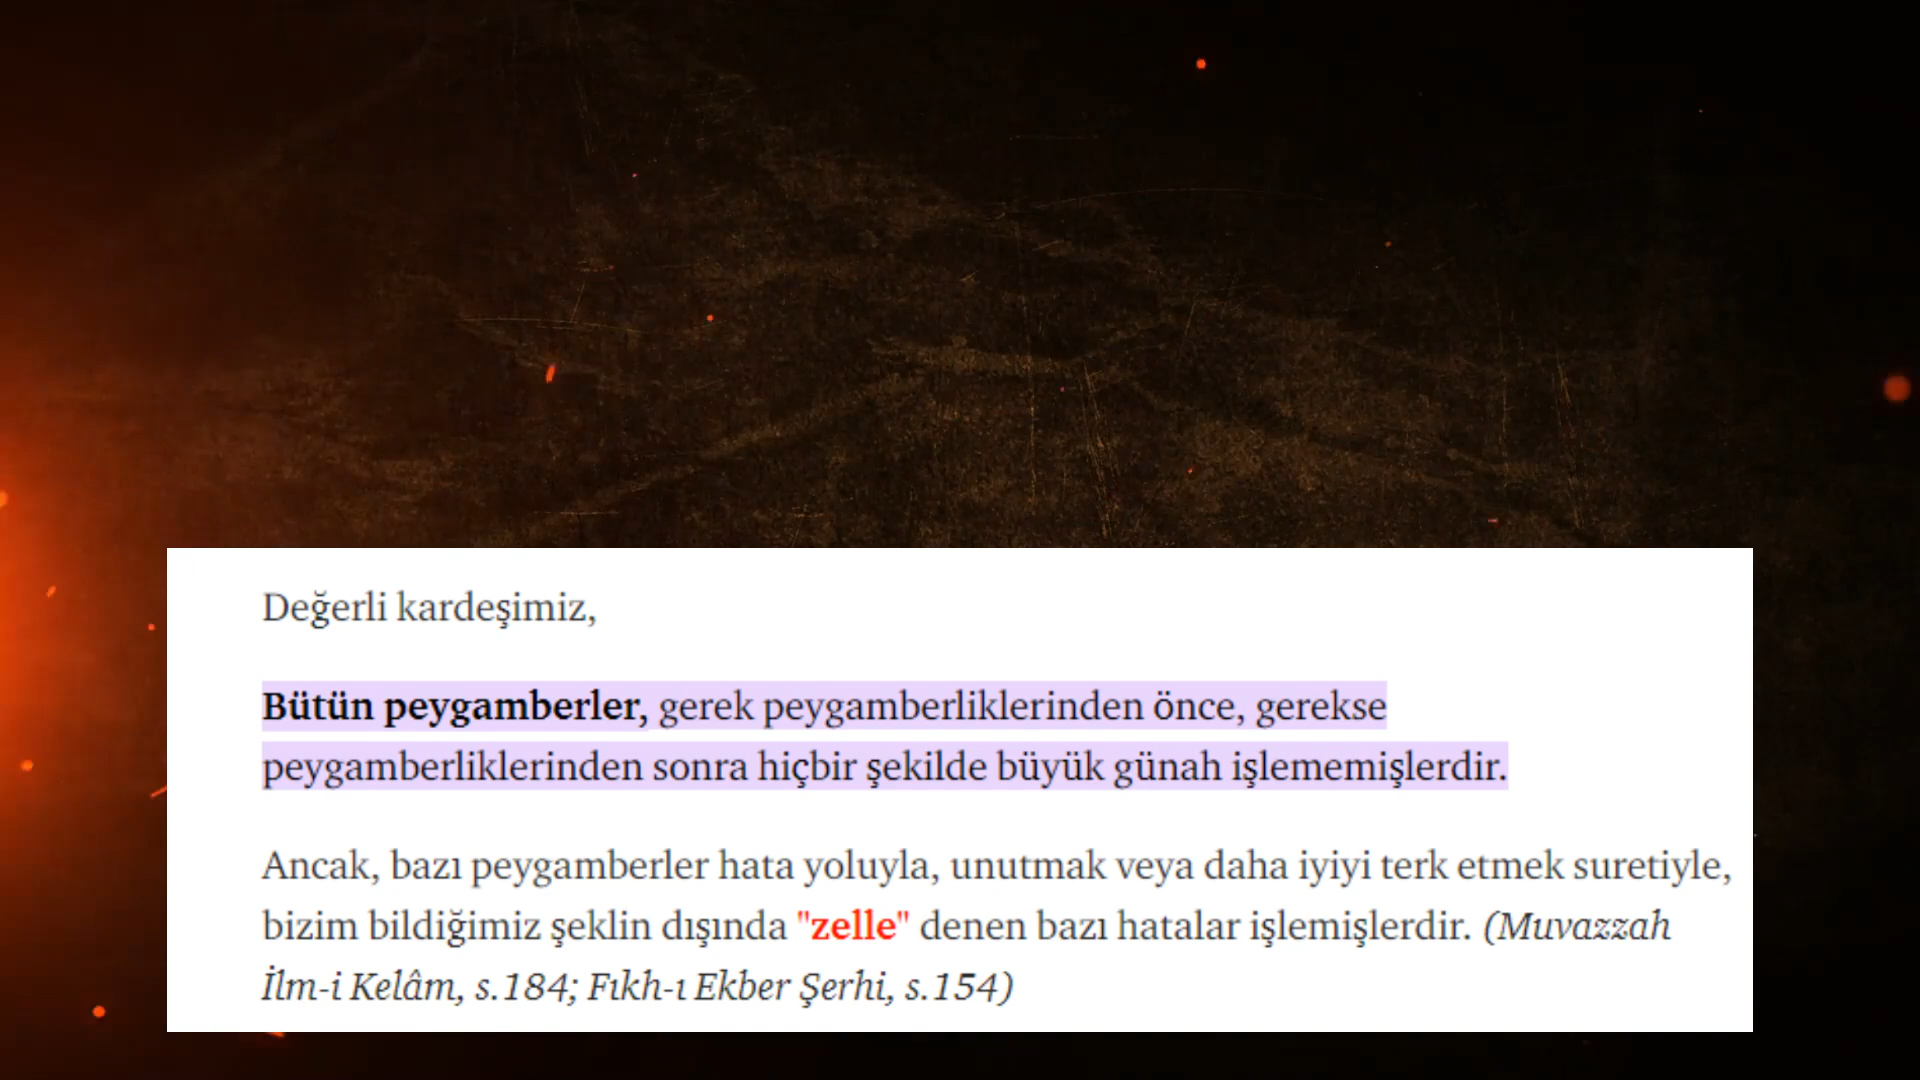 Değerli kardeşimiz,
Bütün peygamberler, gerek peygamberliklerinden önce, gerekse
peygamberliklerinden sonra hiçbir şekilde büyük günah işlememişlerdir.
Ancak, bazı peygamberler hata yoluyla, unutmak veya daha iyiyi terk etmek suretiyle,
bizim bildiğimiz şeklin dışında "zelle" denen bazı hatalar işlemişlerdir. (Muvazzah
İlm-i Kelâm, s.184; Fıkh-ı Ekber Şerhi, s.154)